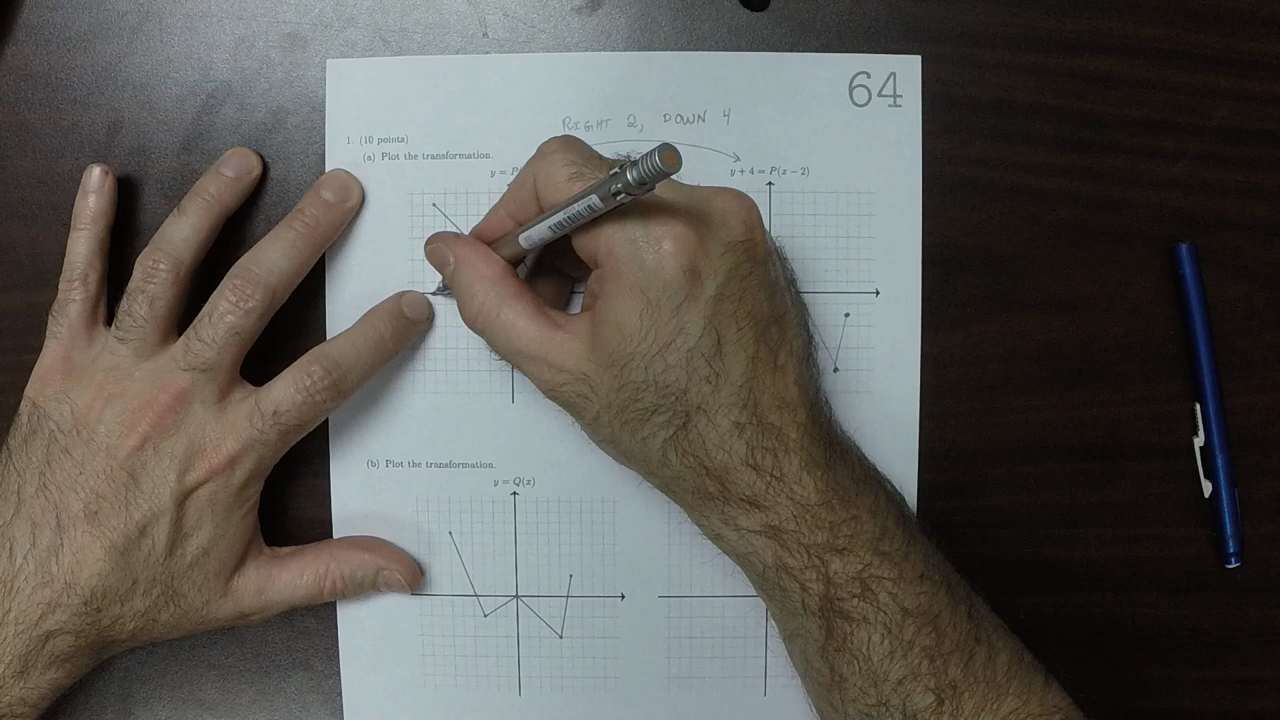 64
RIGHT 2, DOWN 4
1. (10 points)
(a) Plot the transformation.
y = P
y + 4 = P(x − 2)
(b) Plot the transformation.
y = Q(x)